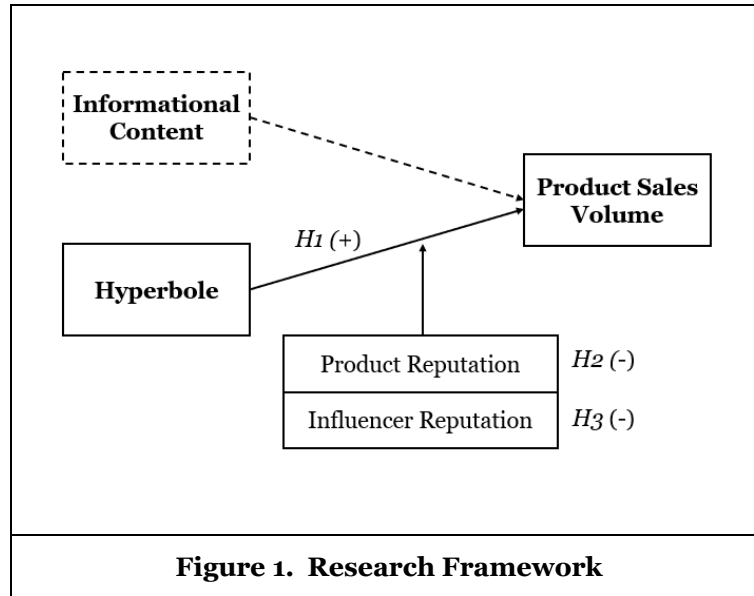 Informational
Content
Product Sales
Volume
H1 (+)
Hyperbole
Product Reputation
H2 (-)
Influencer Reputation
H3 (-)
Figure 1. Research Framework